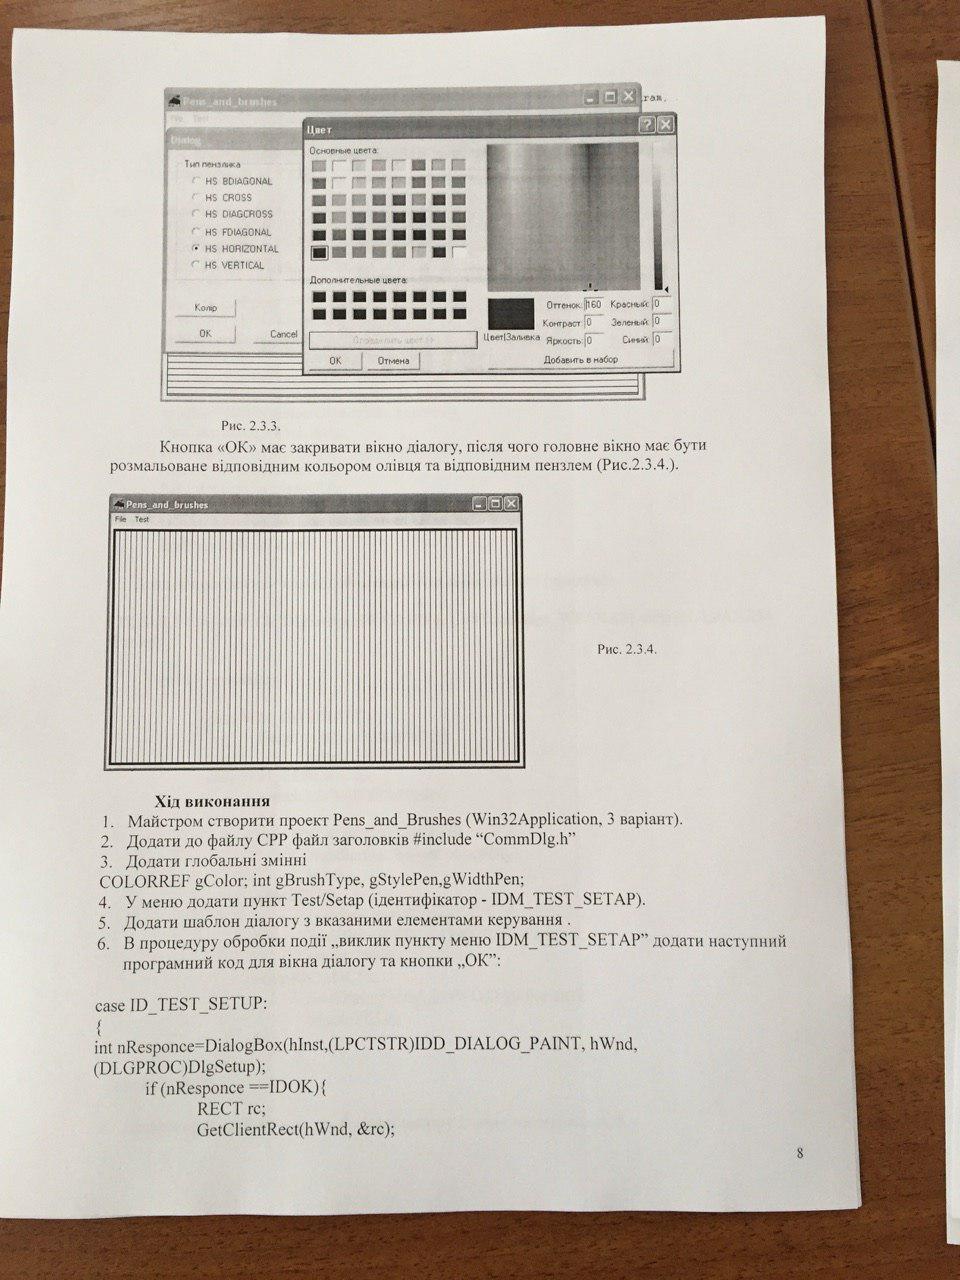 Pens_and_brushes
ram.
File Test
Dialog
Цвет
Тип пензлика
HS BDIAGONAL
HS CROSS
HS DIAGCROSS
HS FDIAGONAL
HS HORIZONTAL
HS VERTICAL
Колір
OK Cancel
Основные цвета:
Дополнительные цвета:
Определить цвет >>
OK Отмена
Цвет|Заливка
Оттенок: 160 Красный: 0
Контраст: 0 Зеленый: 0
Яркость: 0 Синий: 0
Добавить в набор
Рис. 2.3.3.
Кнопка «ОК» має закривати вікно діалогу, після чого головне вікно має бути
розмальоване відповідним кольором олівця та відповідним пензлем (Рис.2.3.4.).
Pens_and_brushes
File Test
Рис. 2.3.4.
Хід виконання
1. Майстром створити проект Pens_and_Brushes (Win32Application, 3 варіант).
2. Додати до файлу CPP файл заголовків #include “CommDlg.h”
3. Додати глобальні змінні
COLORREF gColor; int gBrushType, gStylePen,gWidthPen;
4. У меню додати пункт Test/Setap (ідентифікатор - IDM_TEST_SETAP).
5. Додати шаблон діалогу з вказаними елементами керування .
6. В процедуру обробки події „виклик пункту меню IDM_TEST_SETAP” додати наступний
програмний код для вікна діалогу та кнопки „ОК”:
case ID_TEST_SETUP:
{
int nResponce=DialogBox(hInst,(LPCTSTR)IDD_DIALOG_PAINT, hWnd,
(DLGPROC)DlgSetup);
if (nResponce ==IDOK){
RECT rc;
GetClientRect(hWnd, &rc);
8